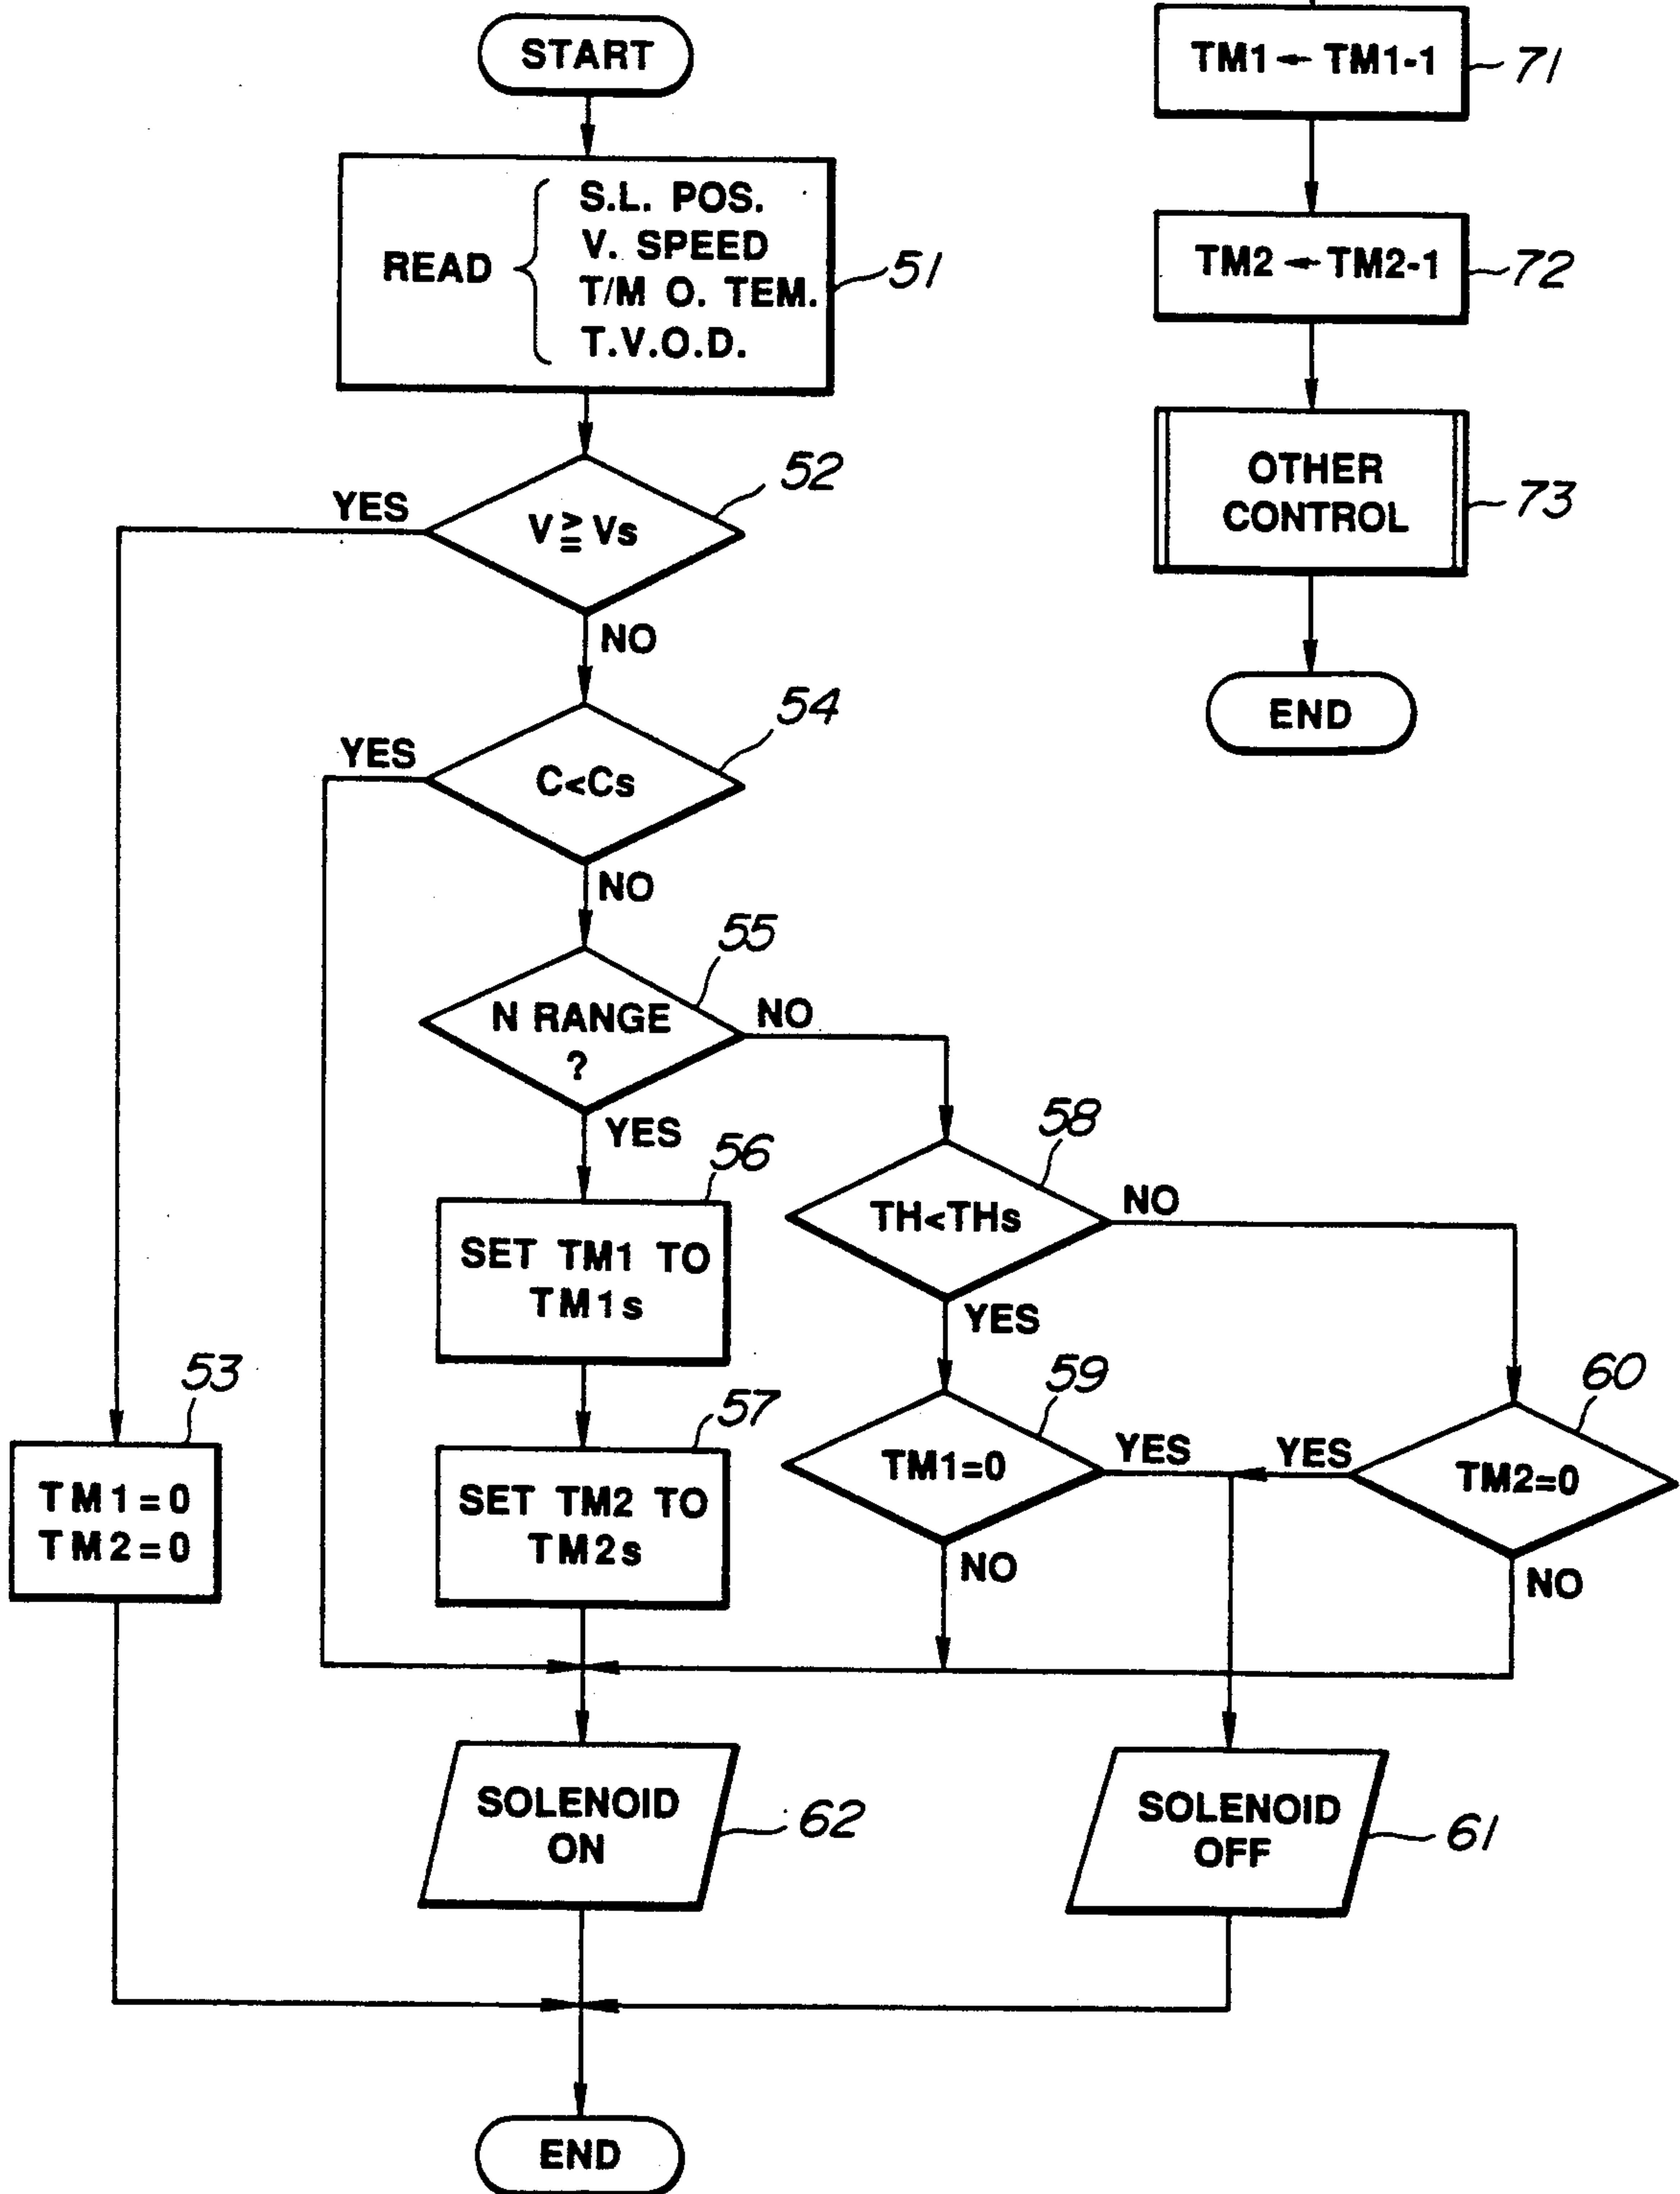 START
READ
S.L. POS.
V. SPEED
T/M O. TEM.
T.V.O.D.
51
V ≧ Vs
52
YES
NO
C<Cs
54
YES
NO
N RANGE
?
55
NO
YES
SET TM1 TO
TM1s
56
TH<THs
58
NO
YES
TM1=0
TM2=0
53
SET TM2 TO
TM2s
57
TM1=0
59
YES
NO
TM2=0
60
YES
NO
SOLENOID
ON
62
SOLENOID
OFF
61
END
TM1 ← TM1-1
71
TM2 ← TM2-1
72
OTHER
CONTROL
73
END